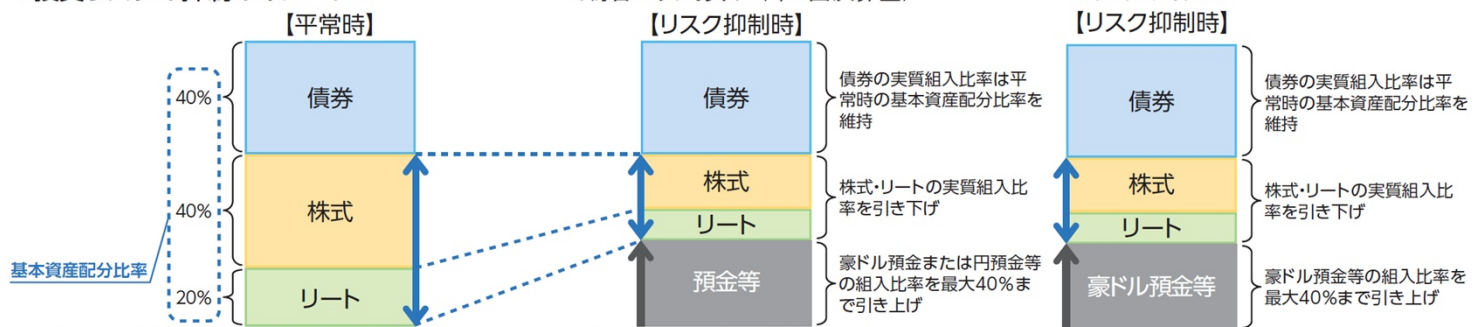 【平常時】
40%
債券
40%
株式
基本資産配分比率
20%
リート
【リスク抑制時】
債券
債券の実質組入比率は平
常時の基本資産配分比率を
維持
株式
株式・リートの実質組入比
率を引き下げ
リート
預金等
豪ドル預金または円預金等
の組入比率を最大40%ま
で引き上げ
【リスク抑制時】
債券
債券の実質組入比率は平
常時の基本資産配分比率を
維持
株式
株式・リートの実質組入比
率を引き下げ
リート
豪ドル預金等
豪ドル預金等の組入比率を
最大40%まで引き上げ